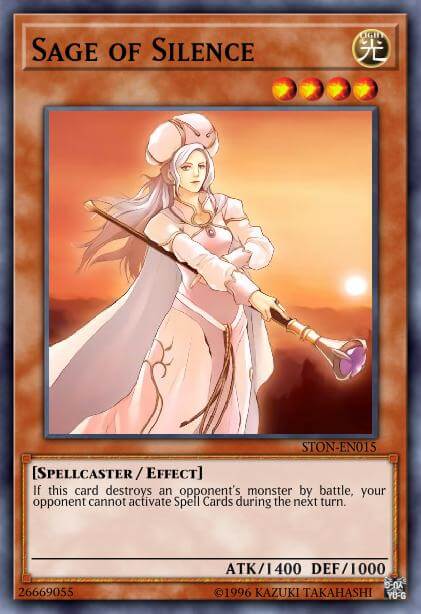 SAGE OF SILENCE
LIGHT
光
STON-EN015
[SPELLCASTER / EFFECT]
If this card destroys an opponent's monster by battle, your
opponent cannot activate Spell Cards during the next turn.
ATK/1400 DEF/1000
26669055
©1996 KAZUKI TAKAHASHI